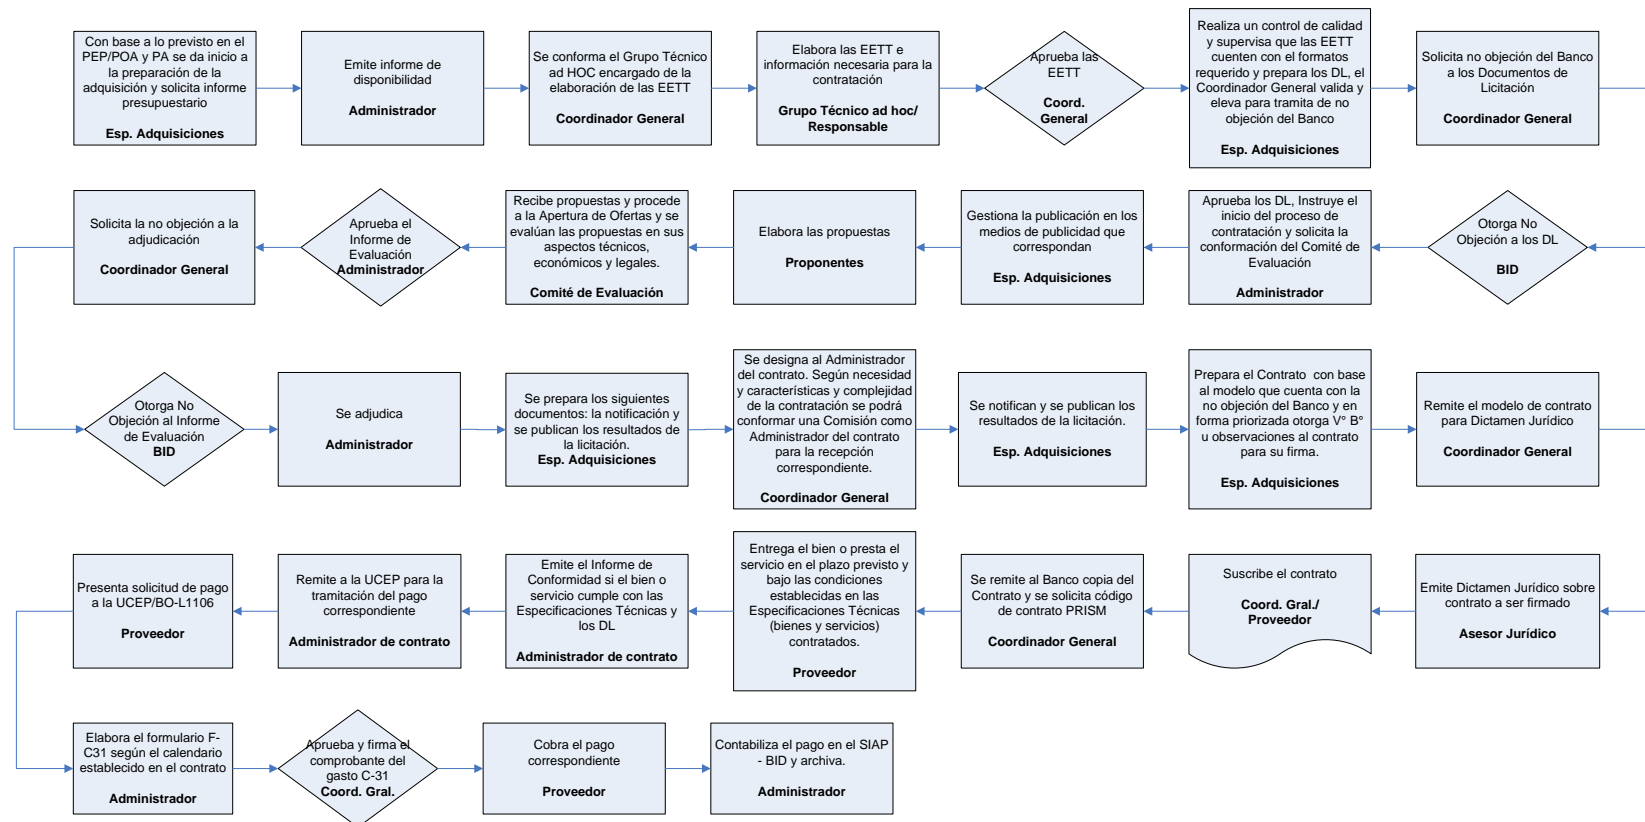 Con base a lo previsto en el
PEP/POA y PA se da inicio a
la preparación de la
adquisición y solicita informe
presupuestario
Esp. Adquisiciones
Emite informe de
disponibilidad
Administrador
Se conforma el Grupo Técnico
ad HOC encargado de la
elaboración de las EETT
Coordinador General
Elabora las EETT e
información necesaria para la
contratación
Grupo Técnico ad hoc/
Responsable
Aprueba las
EETT
Coord.
General
Realiza un control de calidad
y supervisa que las EETT
cuenten con el formatos
requerido y prepara los DL, el
Coordinador General valida y
eleva para tramita de no
objeción del Banco
Esp. Adquisiciones
Solicita no objeción del Banco
a los Documentos de
Licitación
Coordinador General
Otorga No
Objeción a los DL
BID
Aprueba los DL, Instruye el
inicio del proceso de
contratación y solicita la
conformación del Comité de
Evaluación
Administrador
Gestiona la publicación en los
medios de publicidad que
correspondan
Esp. Adquisiciones
Elabora las propuestas
Proponentes
Recibe propuestas y procede
a la Apertura de Ofertas y se
evalúan las propuestas en sus
aspectos técnicos,
económicos y legales.
Comité de Evaluación
Aprueba el
Informe de
Evaluación
Administrador
Solicita la no objeción a la
adjudicación
Coordinador General
Otorga No
Objeción al Informe
de Evaluación
BID
Se adjudica
Administrador
Se prepara los siguientes
documentos: la notificación y
se publican los resultados de
la licitación.
Esp. Adquisiciones
Se designa al Administrador
del contrato. Según necesidad
y características y complejidad
de la contratación se podrá
conformar una Comisión como
Administrador del contrato
para la recepción
correspondiente.
Coordinador General
Se notifican y se publican los
resultados de la licitación.
Esp. Adquisiciones
Prepara el Contrato con base
al modelo que cuenta con la
no objeción del Banco y en
forma priorizada otorga V° B°
u observaciones al contrato
para su firma.
Esp. Adquisiciones
Remite el modelo de contrato
para Dictamen Jurídico
Coordinador General
Emite Dictamen Jurídico sobre
contrato a ser firmado
Asesor Jurídico
Suscribe el contrato
Coord. Gral./
Proveedor
Se remite al Banco copia del
Contrato y se solicita código
de contrato PRISM
Coordinador General
Entrega el bien o presta el
servicio en el plazo previsto y
bajo las condiciones
establecidas en las
Especificaciones Técnicas
(bienes y servicios)
contratados.
Proveedor
Emite el Informe de
Conformidad si el bien o
servicio cumple con las
Especificaciones Técnicas y
los DL
Administrador de contrato
Remite a la UCEP para la
tramitación del pago
correspondiente
Administrador de contrato
Presenta solicitud de pago
a la UCEP/BO-L1106
Proveedor
Elabora el formulario F-
C31 según el calendario
establecido en el contrato
Administrador
Aprueba y firma el
comprobante del
gasto C-31
Coord. Gral.
Cobra el pago
correspondiente
Proveedor
Contabiliza el pago en el SIAP
- BID y archiva.
Administrador